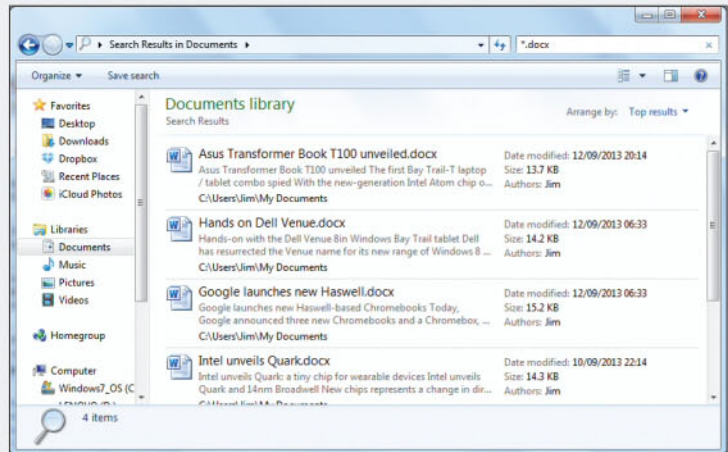 Search Results in Documents
*.docx
Organize
Save search
Favorites
Desktop
Downloads
Dropbox
Recent Places
iCloud Photos
Libraries
Documents
Music
Pictures
Videos
Homegroup
Computer
Windows7_OS (C
Documents library
Search Results
Arrange by: Top results
Asus Transformer Book T100 unveiled.docx
Asus Transformer Book T100 unveiled The first Bay Trail-T laptop
/ tablet combo spied With the new-generation Intel Atom chip o...
C:\Users\Jim\My Documents
Date modified: 12/09/2013 20:14
Size: 13.7 KB
Authors: Jim
Hands on Dell Venue.docx
Hands-on with the Dell Venue 8in Windows Bay Trail tablet Dell
has resurrected the Venue name for its new range of Windows 8 ...
C:\Users\Jim\My Documents
Date modified: 12/09/2013 06:33
Size: 14.2 KB
Authors: Jim
Google launches new Haswell.docx
Google launches new Haswell-based Chromebooks Today,
Google announced three new Chromebooks and a Chromebox, ...
C:\Users\Jim\My Documents
Date modified: 12/09/2013 06:33
Size: 15.2 KB
Authors: Jim
Intel unveils Quark.docx
Intel unveils Quark: a tiny chip for wearable devices Intel unveils
Quark and 14nm Broadwell New chips represents a change in dir...
Date modified: 10/09/2013 22:14
Size: 14.3 KB
Authors: Jim
4 items